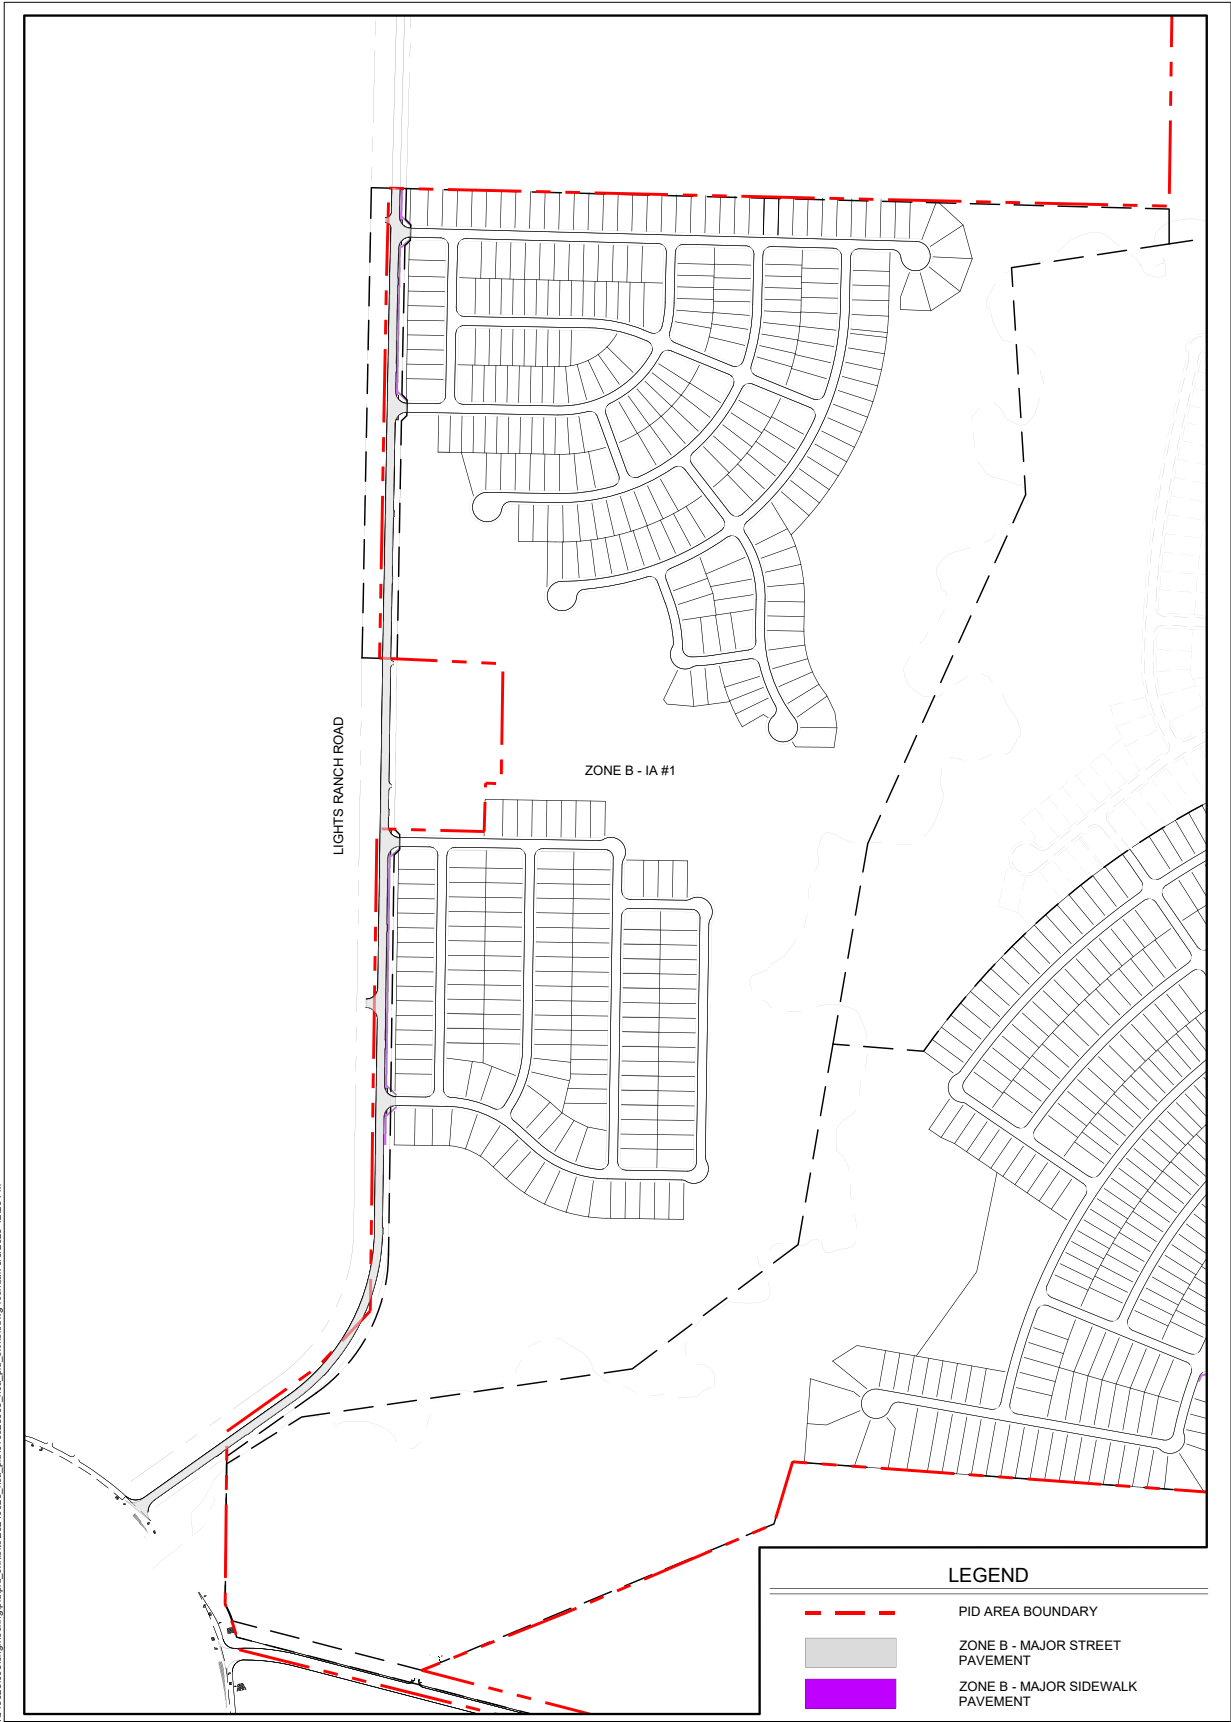 LIGHTS RANCH ROAD
ZONE B - IA #1
LEGEND
PID AREA BOUNDARY
ZONE B - MAJOR STREET
PAVEMENT
ZONE B - MAJOR SIDEWALK
PAVEMENT